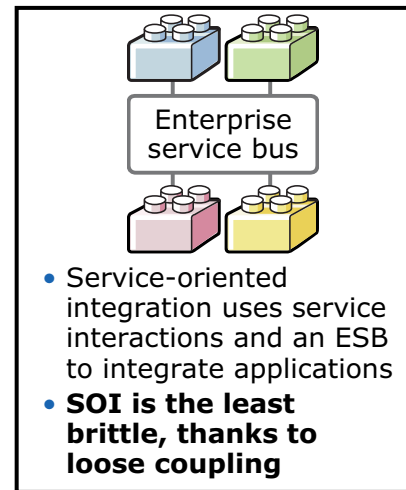 Enterprise
service bus
• Service-oriented
integration uses service
interactions and an ESB
to integrate applications
• SOI is the least
brittle, thanks to
loose coupling